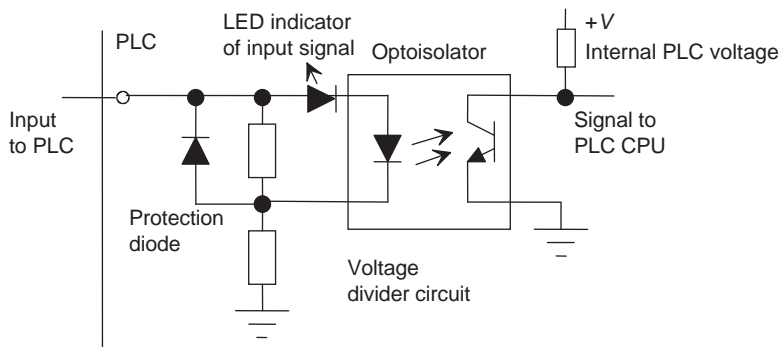 PLC
LED indicator
of input signal
Optoisolator
+V
Internal PLC voltage
Input
to PLC
Signal to
PLC CPU
Protection
diode
Voltage
divider circuit